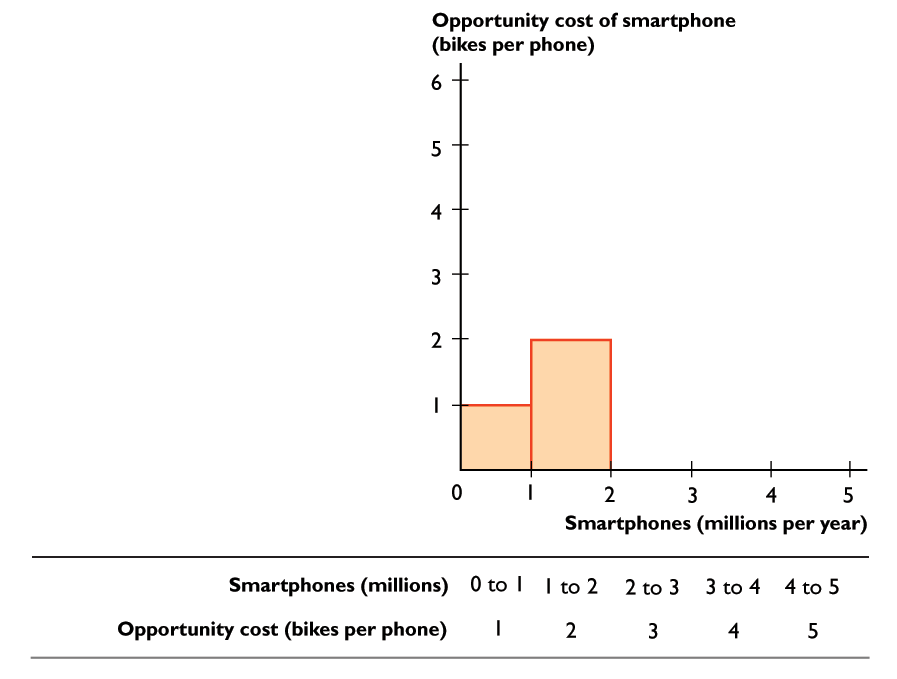 Opportunity cost of smartphone
(bikes per phone)
6
5
4
3
2
1
0 1 2 3 4 5
Smartphones (millions per year)
Smartphones (millions) 0 to 1 1 to 2 2 to 3 3 to 4 4 to 5
Opportunity cost (bikes per phone) 1 2 3 4 5